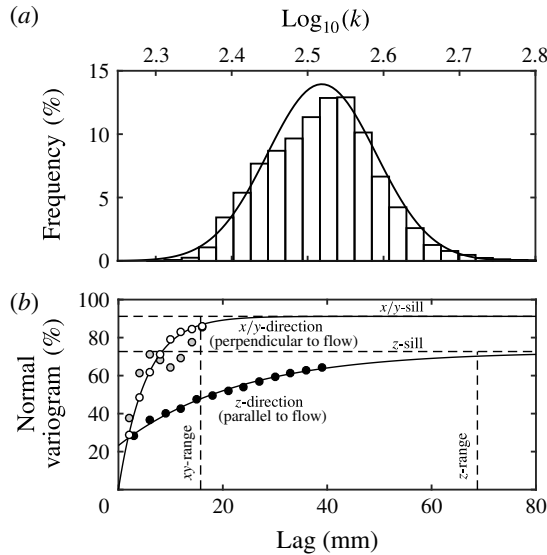 (a)
Log10(k)
2.3 2.4 2.5 2.6 2.7 2.8
15
10
5
0
Frequency (%)
(b)
100
80
60
40
20
0
Normal
variogram (%)
x/y-sill
x/y-direction
(perpendicular to flow)
z-sill
z-direction
(parallel to flow)
xy-range
z-range
20 40 60 80
Lag (mm)